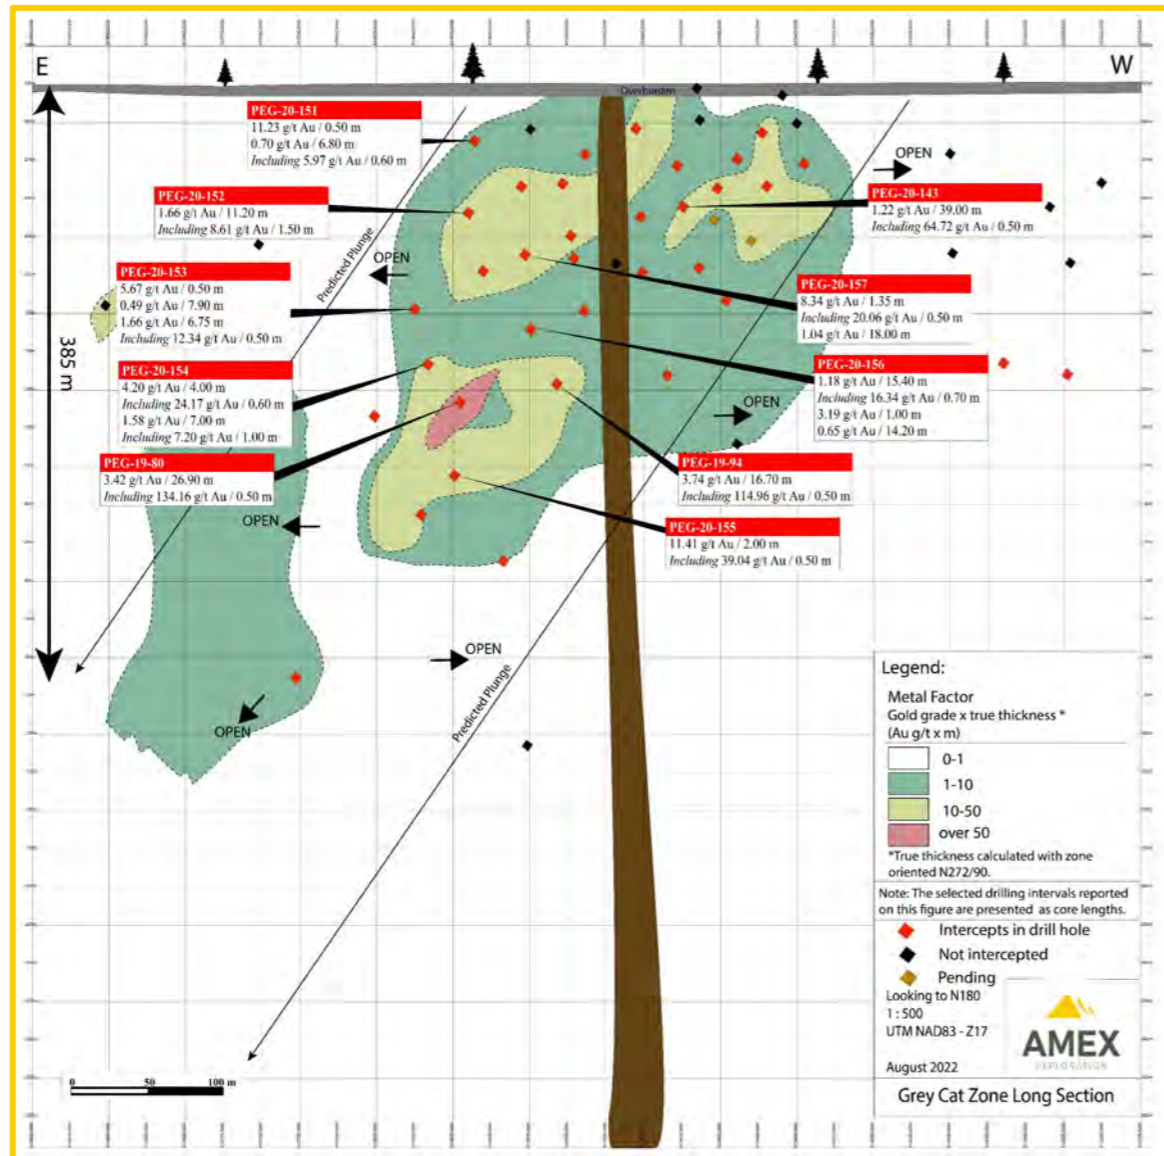 E
W
Overburden
PEG-20-151
11.23 g/t Au / 0.50 m
0.70 g/t Au / 6.80 m
Including 5.97 g/t Au / 0.60 m
OPEN
PEG-20-152
1.66 g/t Au / 11.20 m
Including 8.61 g/t Au / 1.50 m
PEG-20-143
1.22 g/t Au / 39.00 m
Including 64.72 g/t Au / 0.50 m
Predicted Plunge
OPEN
PEG-20-153
5.67 g/t Au / 0.50 m
0.49 g/t Au / 7.90 m
1.66 g/t Au / 6.75 m
Including 12.34 g/t Au / 0.50 m
PEG-20-157
8.34 g/t Au / 1.35 m
Including 20.06 g/t Au / 0.50 m
1.04 g/t Au / 18.00 m
385 m
PEG-20-154
4.20 g/t Au / 4.00 m
Including 24.17 g/t Au / 0.60 m
1.58 g/t Au / 7.00 m
Including 7.20 g/t Au / 1.00 m
PEG-20-156
1.18 g/t Au / 15.40 m
Including 16.34 g/t Au / 0.70 m
3.19 g/t Au / 1.00 m
0.65 g/t Au / 14.20 m
OPEN
PEG-19-80
3.42 g/t Au / 26.90 m
Including 134.16 g/t Au / 0.50 m
PEG-19-94
3.74 g/t Au / 16.70 m
Including 114.96 g/t Au / 0.50 m
OPEN
PEG-20-155
11.41 g/t Au / 2.00 m
Including 39.04 g/t Au / 0.50 m
OPEN
OPEN
Predicted Plunge
Legend:
Metal Factor
Gold grade x true thickness *
(Au g/t x m)
0-1
1-10
10-50
over 50
*True thickness calculated with zone
oriented N272/90.
Note: The selected drilling intervals reported
on this figure are presented as core lengths.
Intercepts in drill hole
Not intercepted
Pending
Looking to N180
1 : 500
UTM NAD83 - Z17
August 2022
AMEX
EXPLORATION
Grey Cat Zone Long Section
0 50 100 m